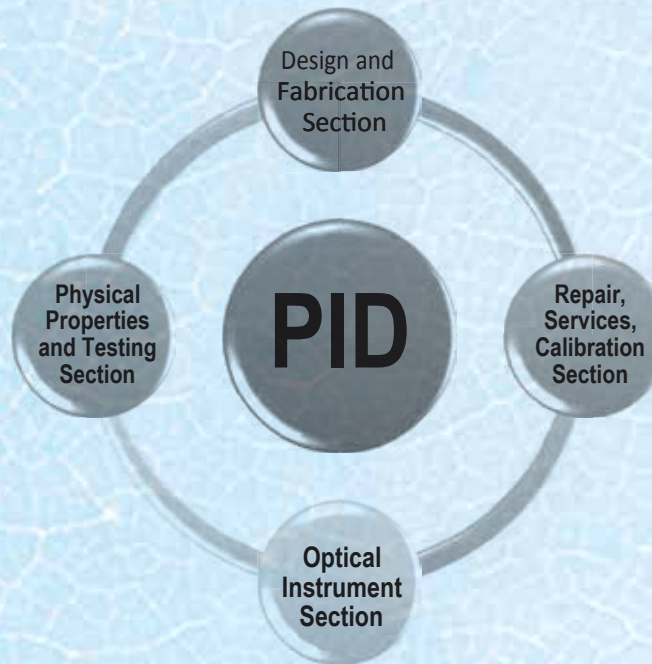 Design and
Fabrication
Section
Physical
Properties
and Testing
Section
PID
Repair,
Services,
Calibration
Section
Optical
Instrument
Section